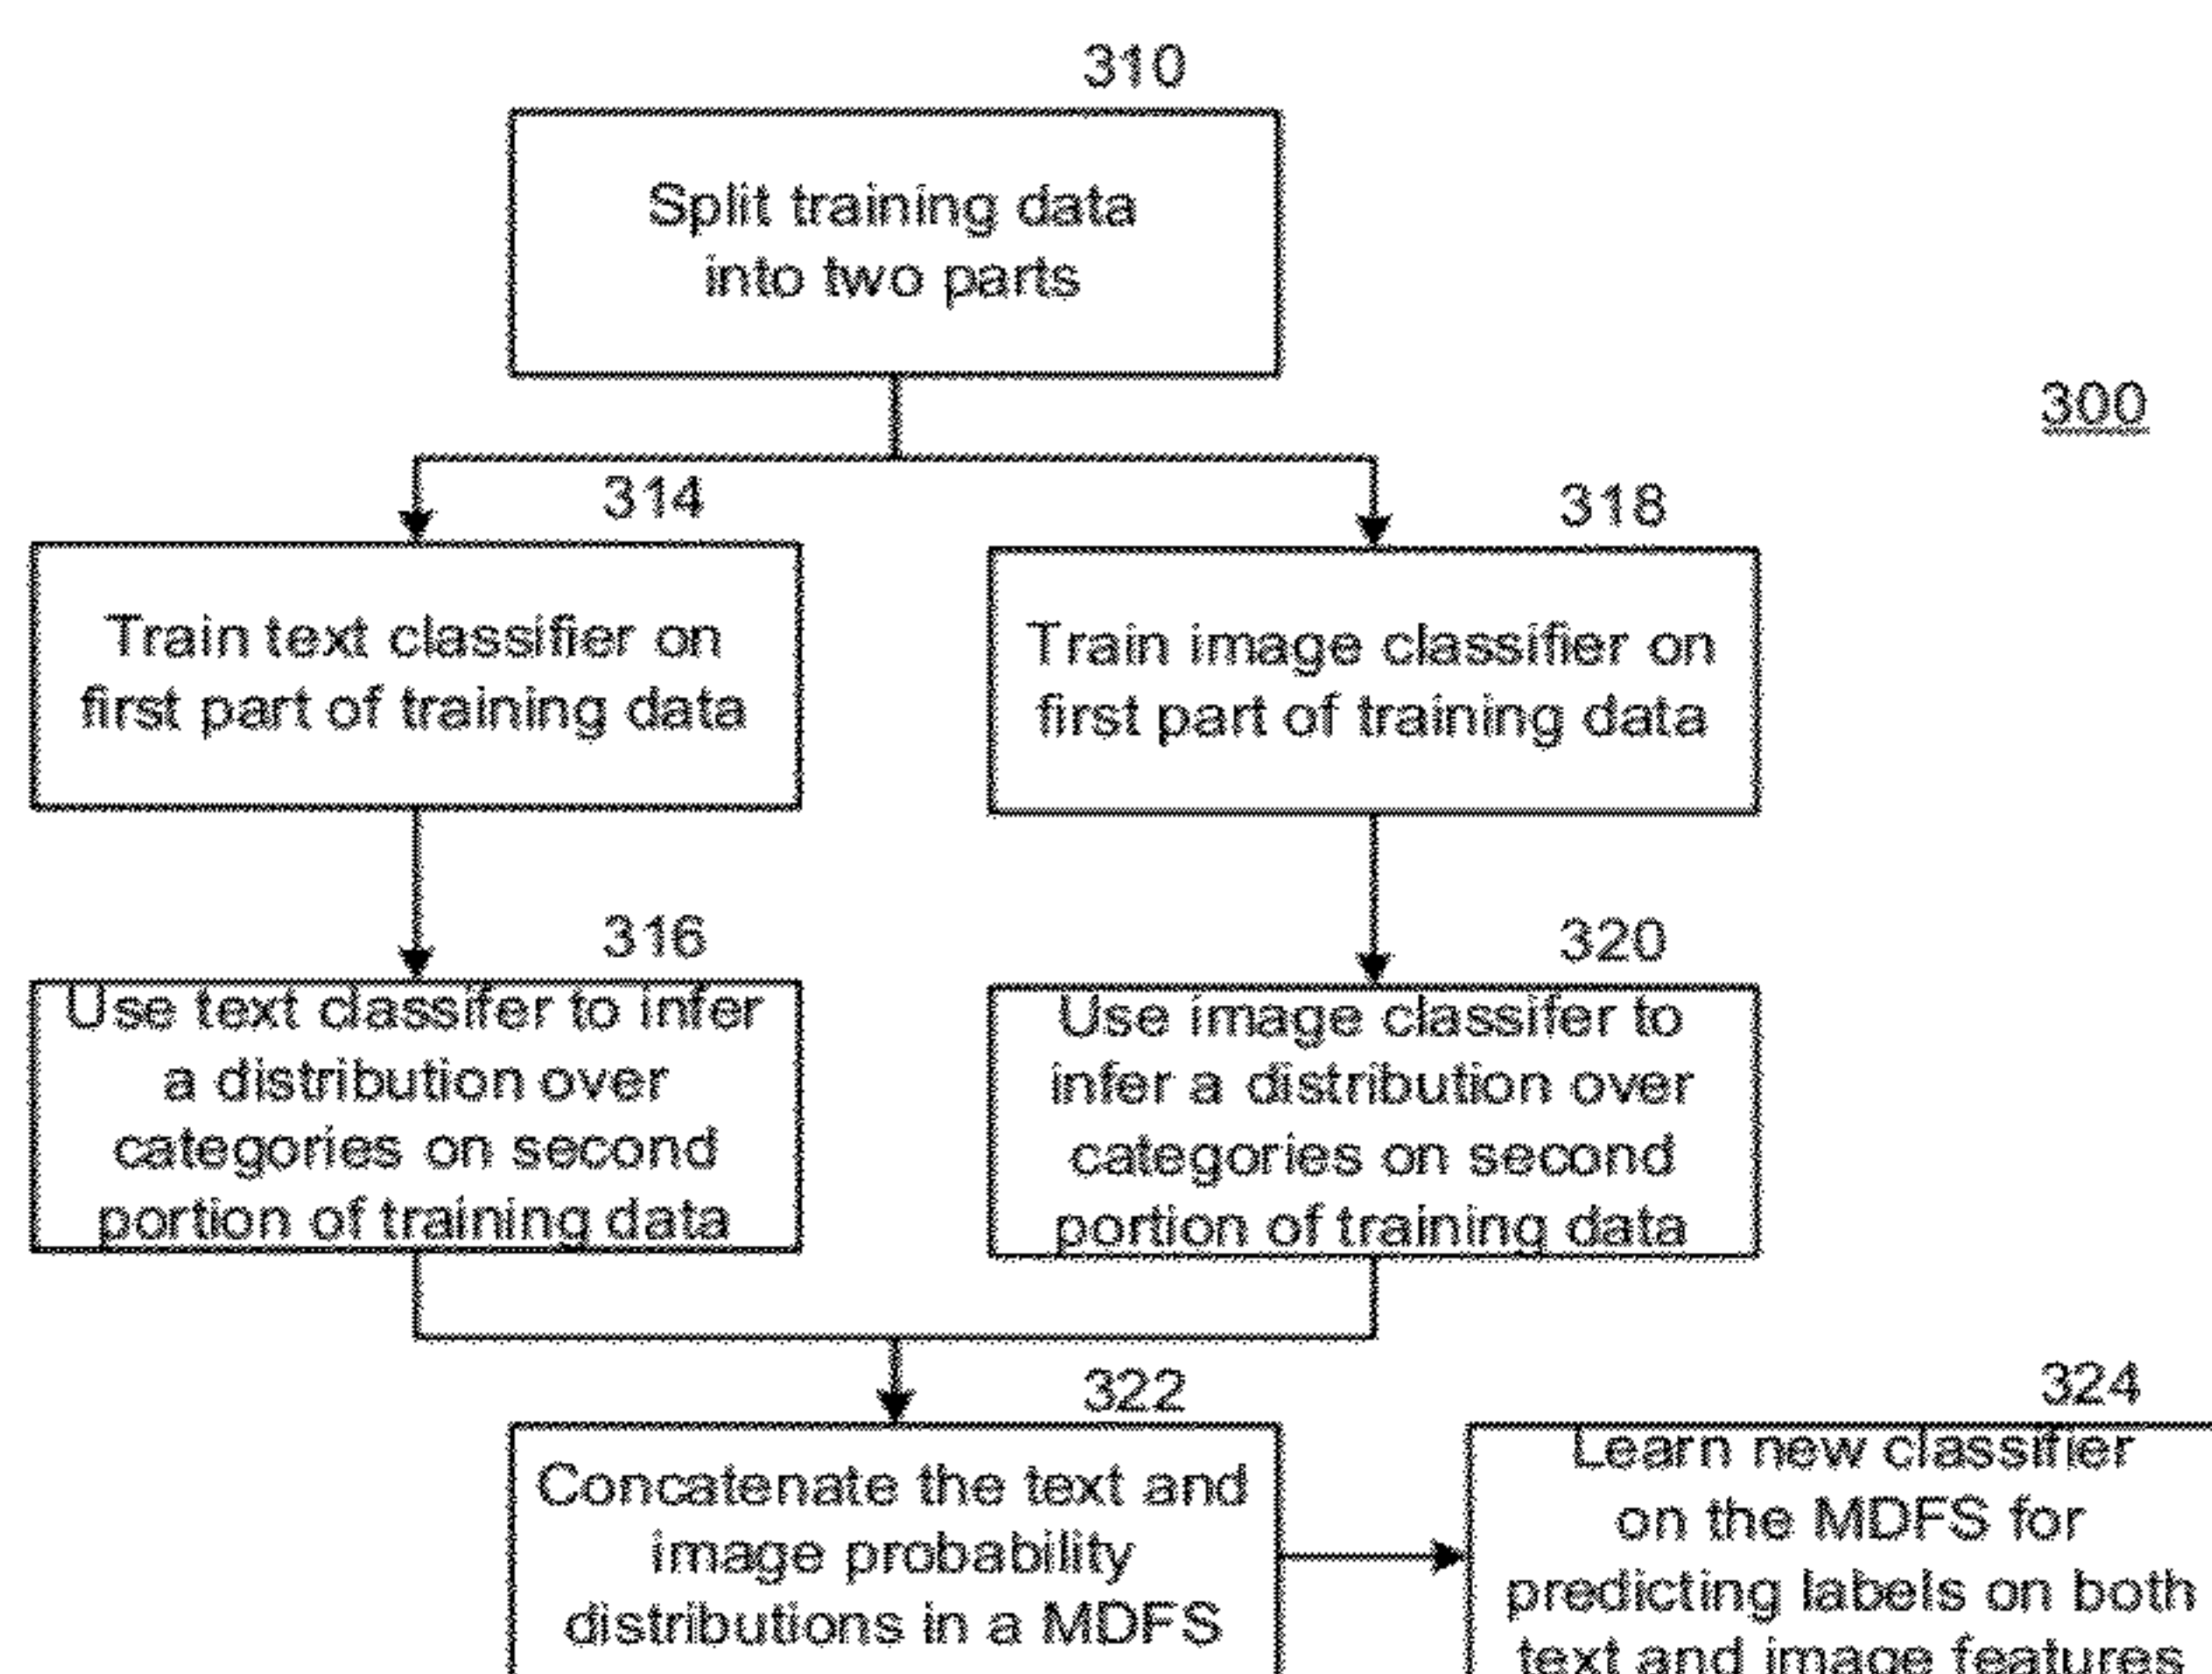 310
Split training data
into two parts
300
314
Train text classifier on
first part of training data
318
Train image classifier on
first part of training data
316
Use text classifer to infer
a distribution over
categories on second
portion of training data
320
Use image classifer to
infer a distribution over
categories on second
portion of training data
322
Concatenate the text and
image probability
distributions in a MDFS
324
Learn new classifier
on the MDFS for
predicting labels on both
text and image features